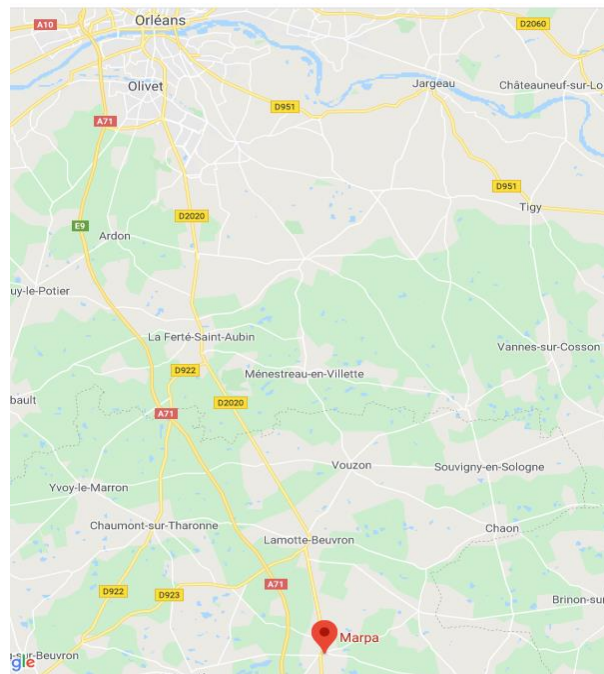 Orléans
A10
D2060
Olivet
Jargeau
Châteauneuf-sur-Lo
D951
A71
D951
Tigy
D2020
E9
Ardon
uy-le-Potier
La Ferté-Saint-Aubin
Vannes-sur-Cosson
D922
Ménestreau-en-Villette
bault
D2020
A71
Vouzon
Souvigny-en-Sologne
Yvoy-le-Marron
Chaumont-sur-Tharonne
Chaon
Lamotte-Beuvron
A71
D922
D923
Brinon-sur
Marpa
-sur-Beuvron
gle